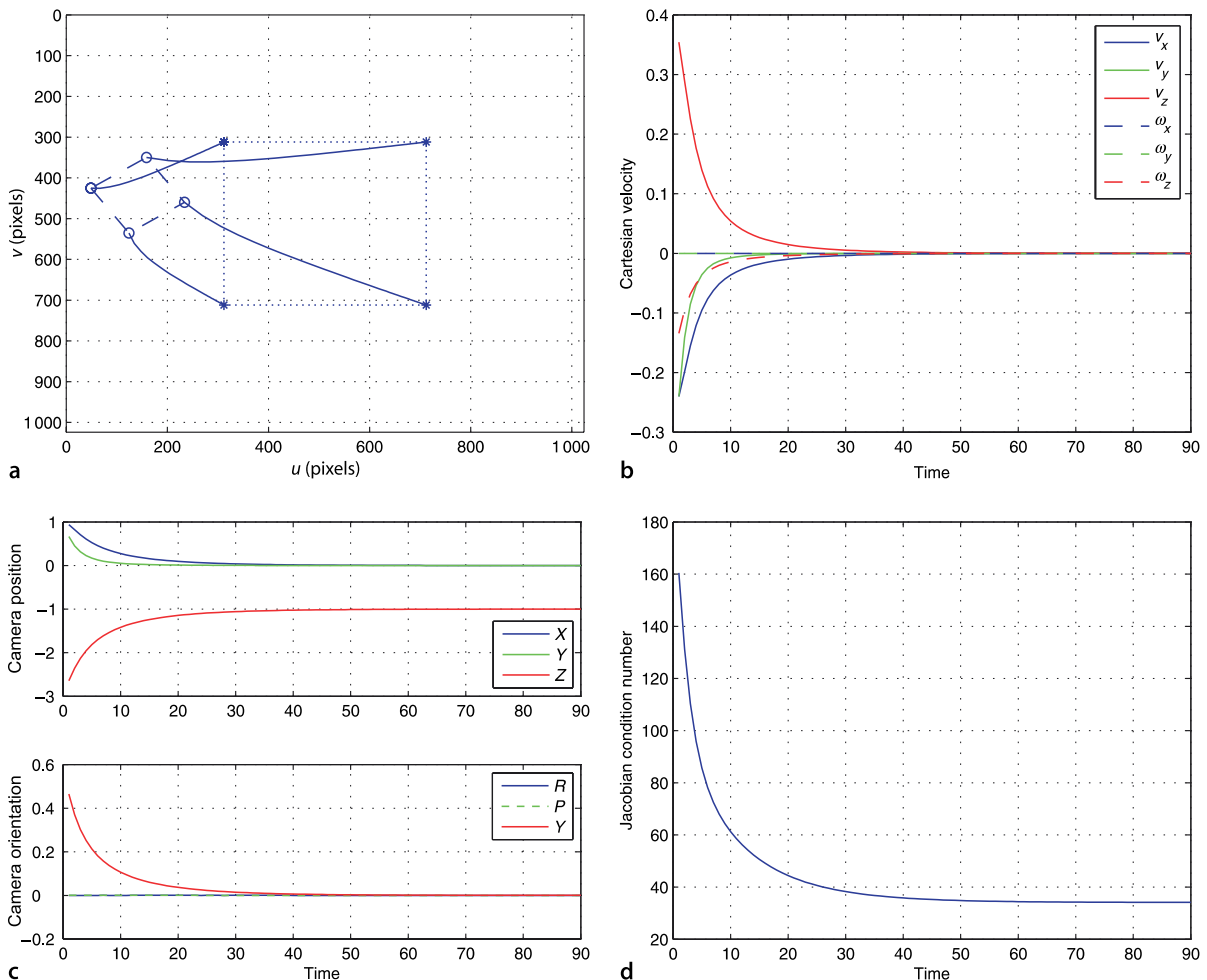 0
100
200
300
400
500
600
700
800
900
1 000
v (pixels)
0 200 400 600 800 1 000
u (pixels)
a
0.4
0.3
0.2
0.1
0
−0.1
−0.2
−0.3
Cartesian velocity
v_x
v_y
v_z
ω_x
ω_y
ω_z
0 10 20 30 40 50 60 70 80 90
Time
b
1
0
−1
−2
−3
Camera position
X
Y
Z
0 10 20 30 40 50 60 70 80 90
0.6
0.4
0.2
0
−0.2
Camera orientation
R
P
Y
0 10 20 30 40 50 60 70 80 90
Time
c
180
160
140
120
100
80
60
40
20
Jacobian condition number
0 10 20 30 40 50 60 70 80 90
Time
d